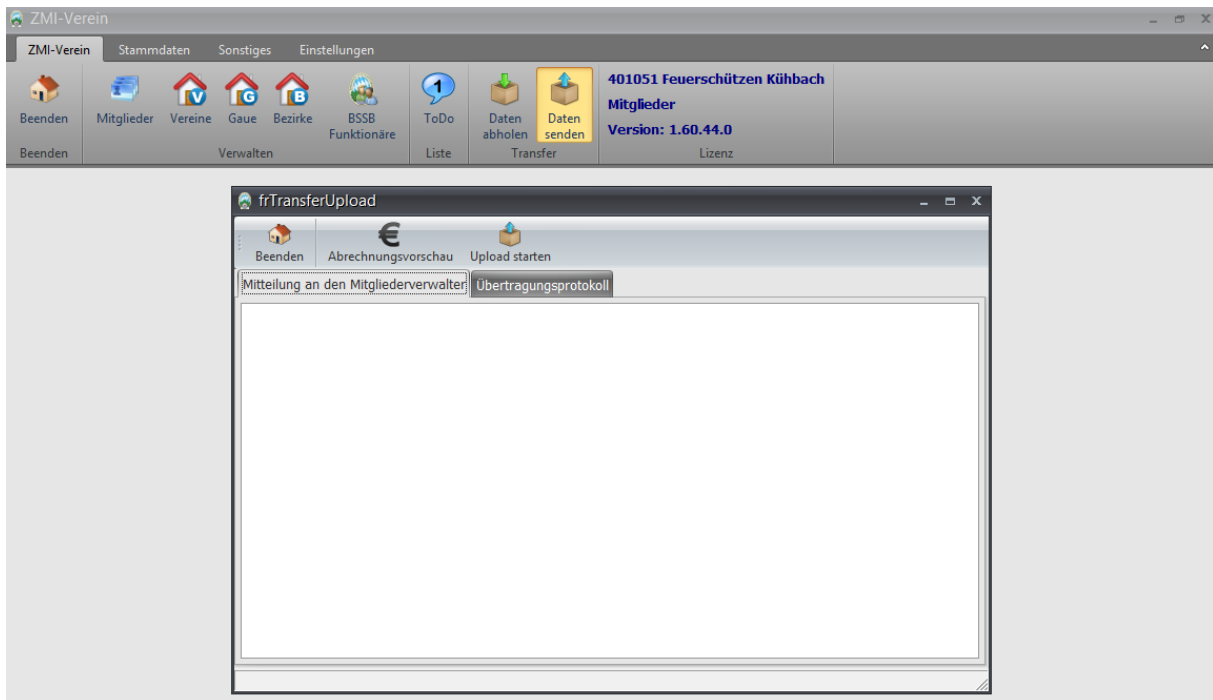 ZMI-Verein
ZMI-Verein Stammdaten Sonstiges Einstellungen
Beenden Mitglieder Vereine Gaue Bezirke BSSB Funktionäre ToDo Daten abholen Daten senden
401051 Feuerschützen Kühbach
Mitglieder
Version: 1.60.44.0
Beenden Verwalten Liste Transfer Lizenz
frTransferUpload
Beenden Abrechnungsvorschau Upload starten
Mitteilung an den Mitgliederverwalter Übertragungsprotokoll